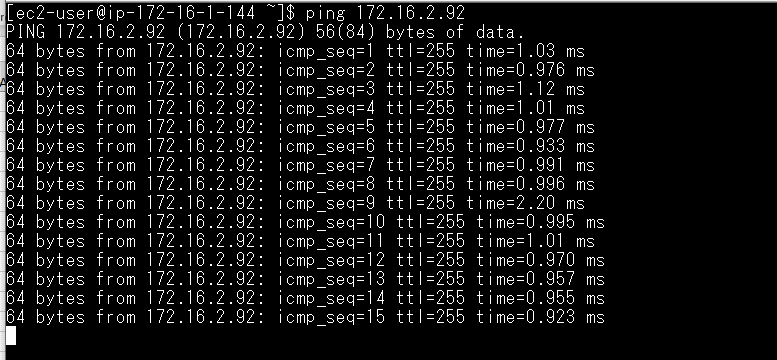 [ec2-user@ip-172-16-1-144 ~]$ ping 172.16.2.92
PING 172.16.2.92 (172.16.2.92) 56(84) bytes of data.
64 bytes from 172.16.2.92: icmp_seq=1 ttl=255 time=1.03 ms
64 bytes from 172.16.2.92: icmp_seq=2 ttl=255 time=0.976 ms
64 bytes from 172.16.2.92: icmp_seq=3 ttl=255 time=1.12 ms
64 bytes from 172.16.2.92: icmp_seq=4 ttl=255 time=1.01 ms
64 bytes from 172.16.2.92: icmp_seq=5 ttl=255 time=0.977 ms
64 bytes from 172.16.2.92: icmp_seq=6 ttl=255 time=0.933 ms
64 bytes from 172.16.2.92: icmp_seq=7 ttl=255 time=0.991 ms
64 bytes from 172.16.2.92: icmp_seq=8 ttl=255 time=0.996 ms
64 bytes from 172.16.2.92: icmp_seq=9 ttl=255 time=2.20 ms
64 bytes from 172.16.2.92: icmp_seq=10 ttl=255 time=0.995 ms
64 bytes from 172.16.2.92: icmp_seq=11 ttl=255 time=1.01 ms
64 bytes from 172.16.2.92: icmp_seq=12 ttl=255 time=0.970 ms
64 bytes from 172.16.2.92: icmp_seq=13 ttl=255 time=0.957 ms
64 bytes from 172.16.2.92: icmp_seq=14 ttl=255 time=0.955 ms
64 bytes from 172.16.2.92: icmp_seq=15 ttl=255 time=0.923 ms